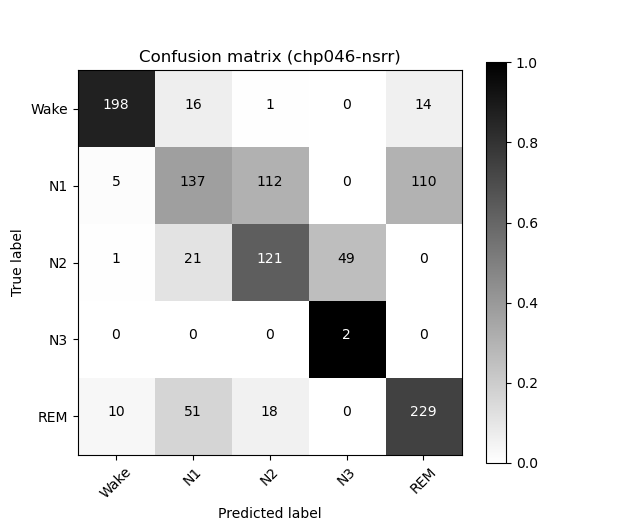 Confusion matrix (chp046-nsrr)
True label
Wake 198 16 1 0 14
N1 5 137 112 0 110
N2 1 21 121 49 0
N3 0 0 0 2 0
REM 10 51 18 0 229
Wake N1 N2 N3 REM
Predicted label
1.0
0.8
0.6
0.4
0.2
0.0